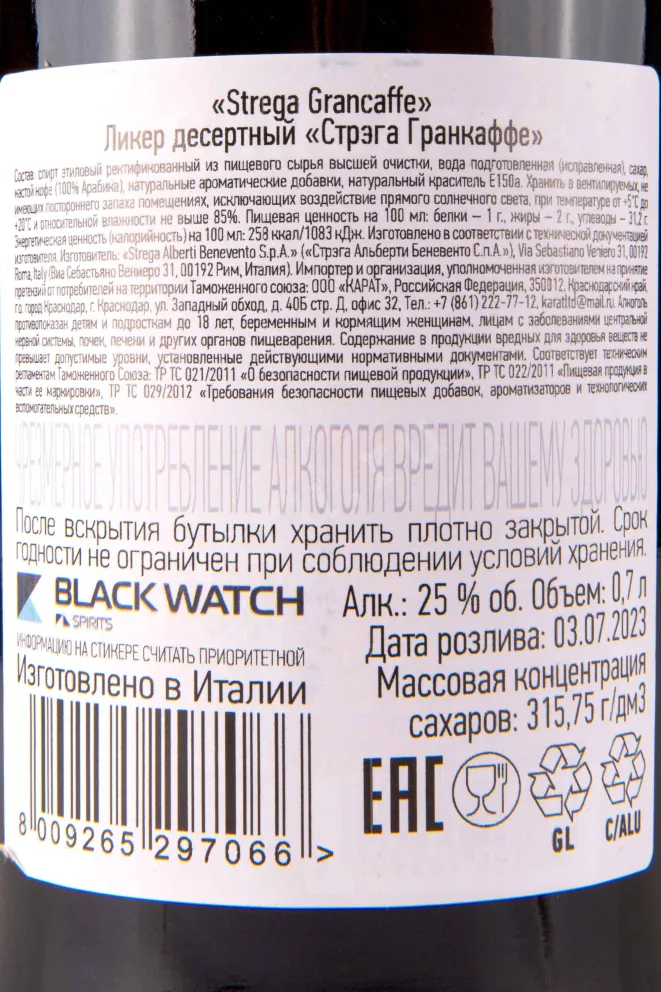 «Strega Grancaffe»
Ликер десертный «Стрэга Гранкаффе»
Состав: спирт этиловый ректификованный из пищевого сырья высшей очистки, вода подготовленная (исправленная), сахар,
настой кофе (100% Арабика), натуральные ароматические добавки, натуральный краситель Е150a. Хранить в вентилируемых, не
имеющих постороннего запаха помещениях, исключающих воздействие прямого солнечного света, при температуре от +5°С до
+20°С и относительной влажности не выше 85%. Пищевая ценность на 100 мл: белки – 1 г., жиры – 2 г., углеводы – 31,2 г.
Энергетическая ценность (калорийность) на 100 мл: 258 ккал/1083 кДж. Изготовлено в соответствии с технической документацией
изготовителя. Изготовитель: «Strega Alberti Benevento S.p.A.» («Стрэга Альберти Беневенто С.п.А.»), Via Sebastiano Veniero 31, 00192
Roma, Italy (Виа Себастьяно Вениеро 31, 00192 Рим, Италия). Импортер и организация, уполномоченная изготовителем на принятие
претензий от потребителей на территории Таможенного союза: ООО «КАРАТ», Российская Федерация, 350012, Краснодарский край,
г.о. город Краснодар, г. Краснодар, ул. Западный обход, д. 40Б стр. Д, офис 32, Тел.: +7 (861) 222-77-12, karatltd@mail.ru. Алкоголь
противопоказан детям и подросткам до 18 лет, беременным и кормящим женщинам, лицам с заболеваниями центральной
нервной системы, почек, печени и других органов пищеварения. Содержание в продукции вредных для здоровья веществ не
превышает допустимые уровни, установленные действующими нормативными документами. Соответствует техническим
регламентам Таможенного Союза: ТР ТС 021/2011 «О безопасности пищевой продукции», ТР ТС 022/2011 «Пищевая продукция в
части ее маркировки», ТР ТС 029/2012 «Требования безопасности пищевых добавок, ароматизаторов и технологических
вспомогательных средств».
ЧРЕЗМЕРНОЕ УПОТРЕБЛЕНИЕ АЛКОГОЛЯ ВРЕДИТ ВАШЕМУ ЗДОРОВЬЮ
После вскрытия бутылки хранить плотно закрытой. Срок
годности не ограничен при соблюдении условий хранения.
BLACK WATCH
SPIRITS
ИНФОРМАЦИЮ НА СТИКЕРЕ СЧИТАТЬ ПРИОРИТЕТНОЙ
Изготовлено в Италии
Алк.: 25 % об. Объем: 0,7 л
Дата розлива: 03.07.2023
Массовая концентрация
сахаров: 315,75 г/дм3
8 009265 297066 >
EAC
GL
C/ALU